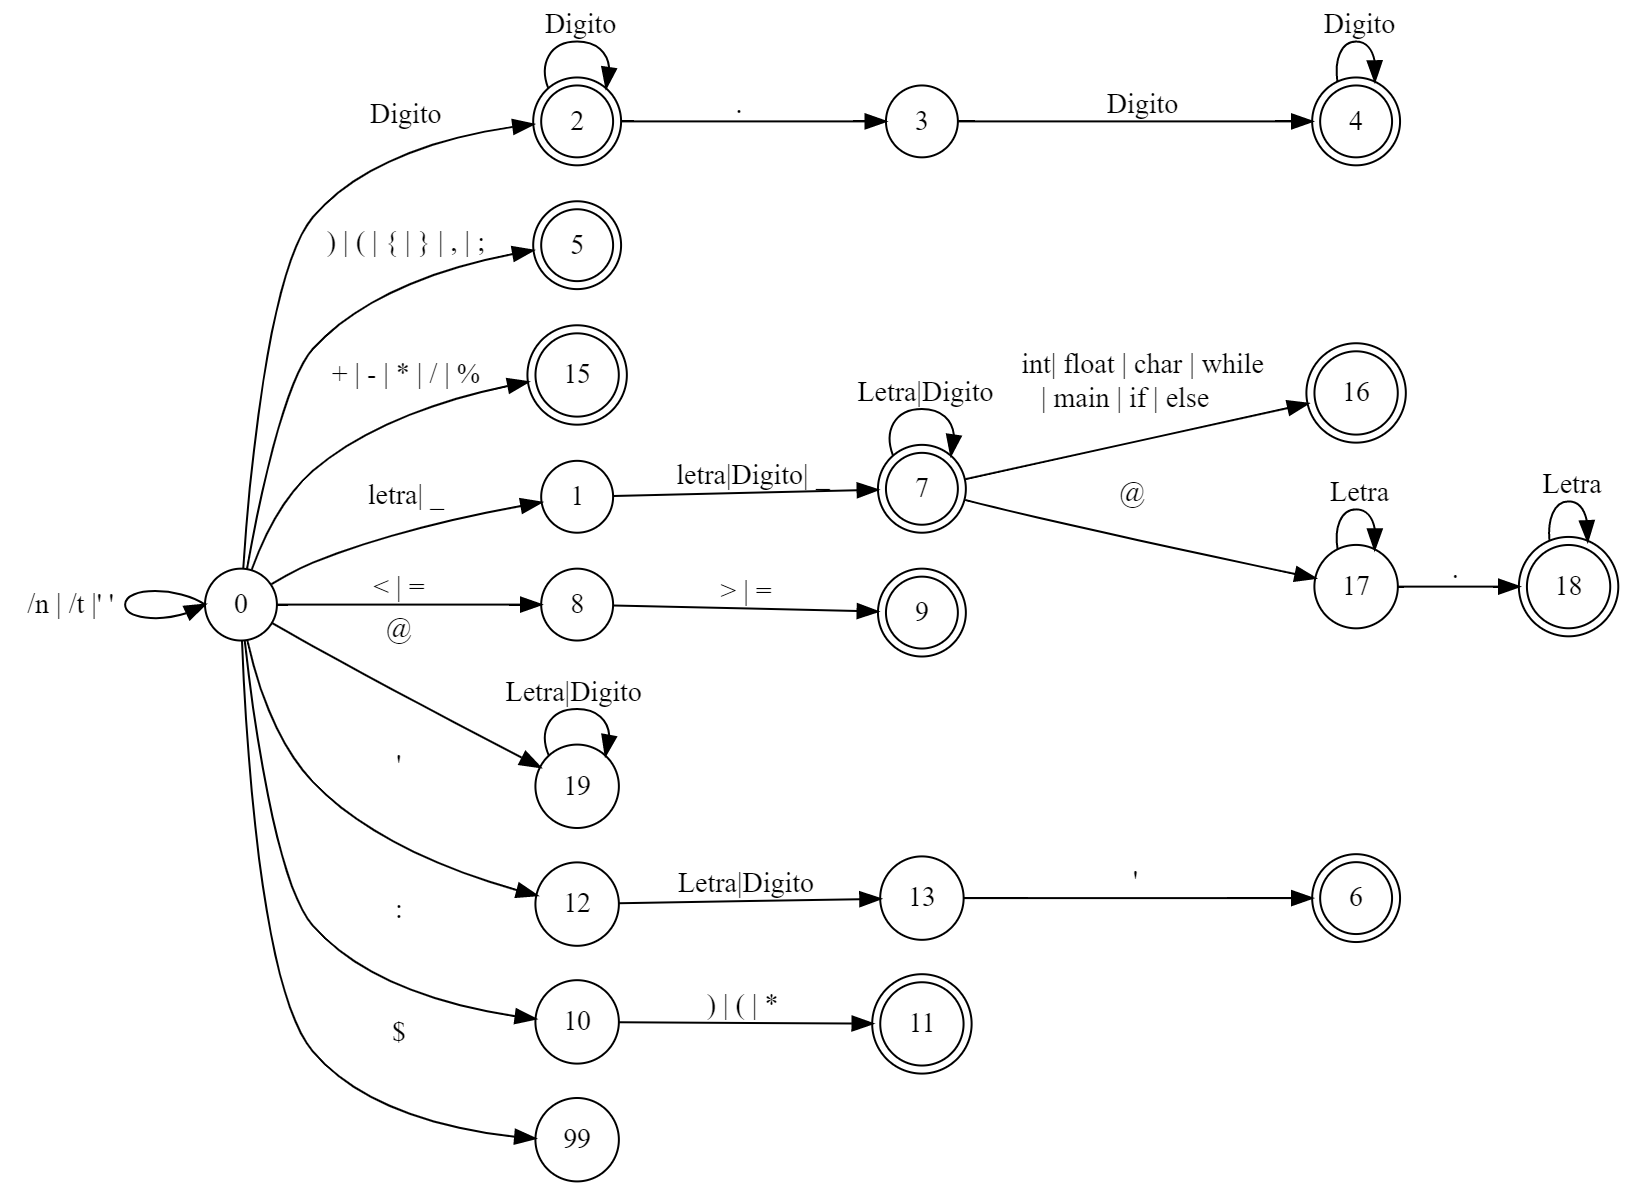 Digito
Digito
Digito
2
.
3
Digito
4
) | ( | { | } | , | ;
5
+ | - | * | / | %
15
letra| _
1
letra|Digito| _
Letra|Digito
7
int| float | char | while
| main | if | else
16
@
Letra
17
.
Letra
18
/n | /t |' '
0
< | =
8
> | =
9
@
Letra|Digito
19
'
12
Letra|Digito
13
'
6
:
10
) | ( | *
11
$
99